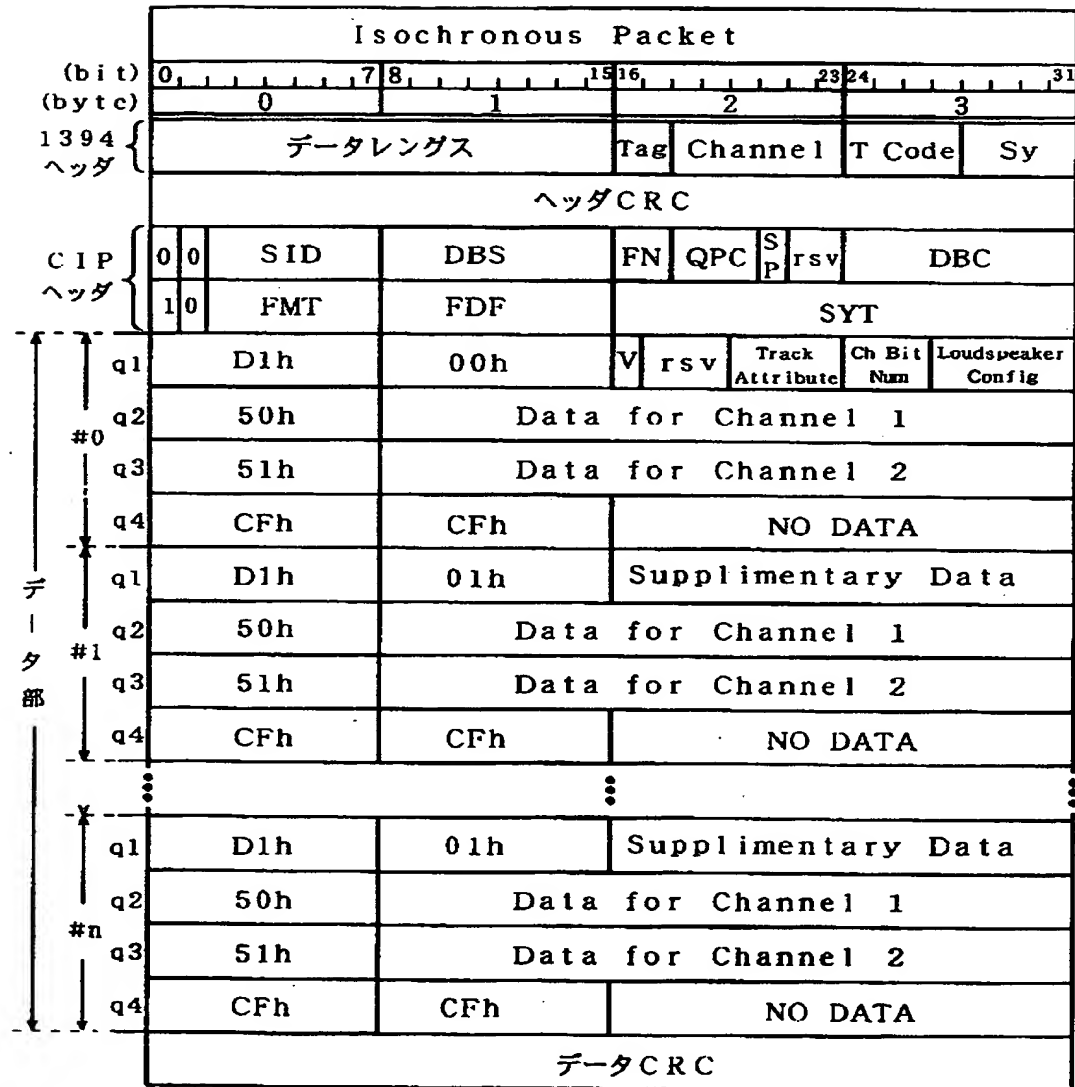 Isochronous Packet
(bit) 0 7 8 15 16 23 24 31
(bytc) 0 1 2 3
1394 ヘッダ データレングス Tag Channel T Code Sy
ヘッダCRC
CIP ヘッダ 0 0 SID DBS FN QPC SP rsv DBC
1 0 FMT FDF SYT
データ部
#0
q1 D1h 00h V rsv Track Attribute Ch Bit Num Loudspeaker Config
q2 50h Data for Channel 1
q3 51h Data for Channel 2
q4 CFh CFh NO DATA
#1
q1 D1h 01h Supplimentary Data
q2 50h Data for Channel 1
q3 51h Data for Channel 2
q4 CFh CFh NO DATA
#n
q1 D1h 01h Supplimentary Data
q2 50h Data for Channel 1
q3 51h Data for Channel 2
q4 CFh CFh NO DATA
データCRC